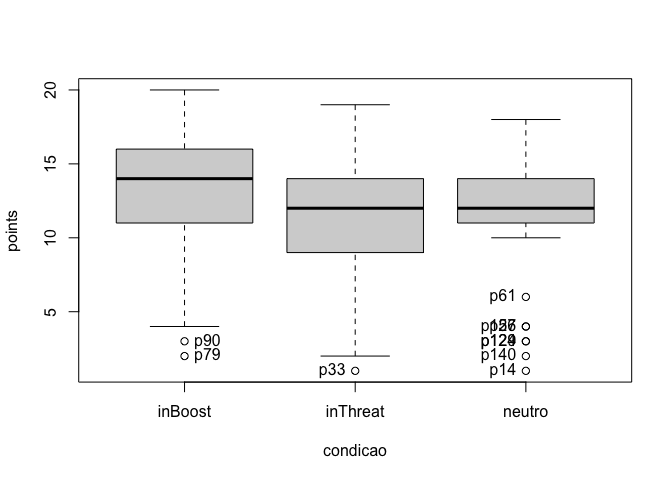 points
20
15
10
5
p90
p79
p33
p61
p140
p14
inBoost
inThreat
neutro
condicao